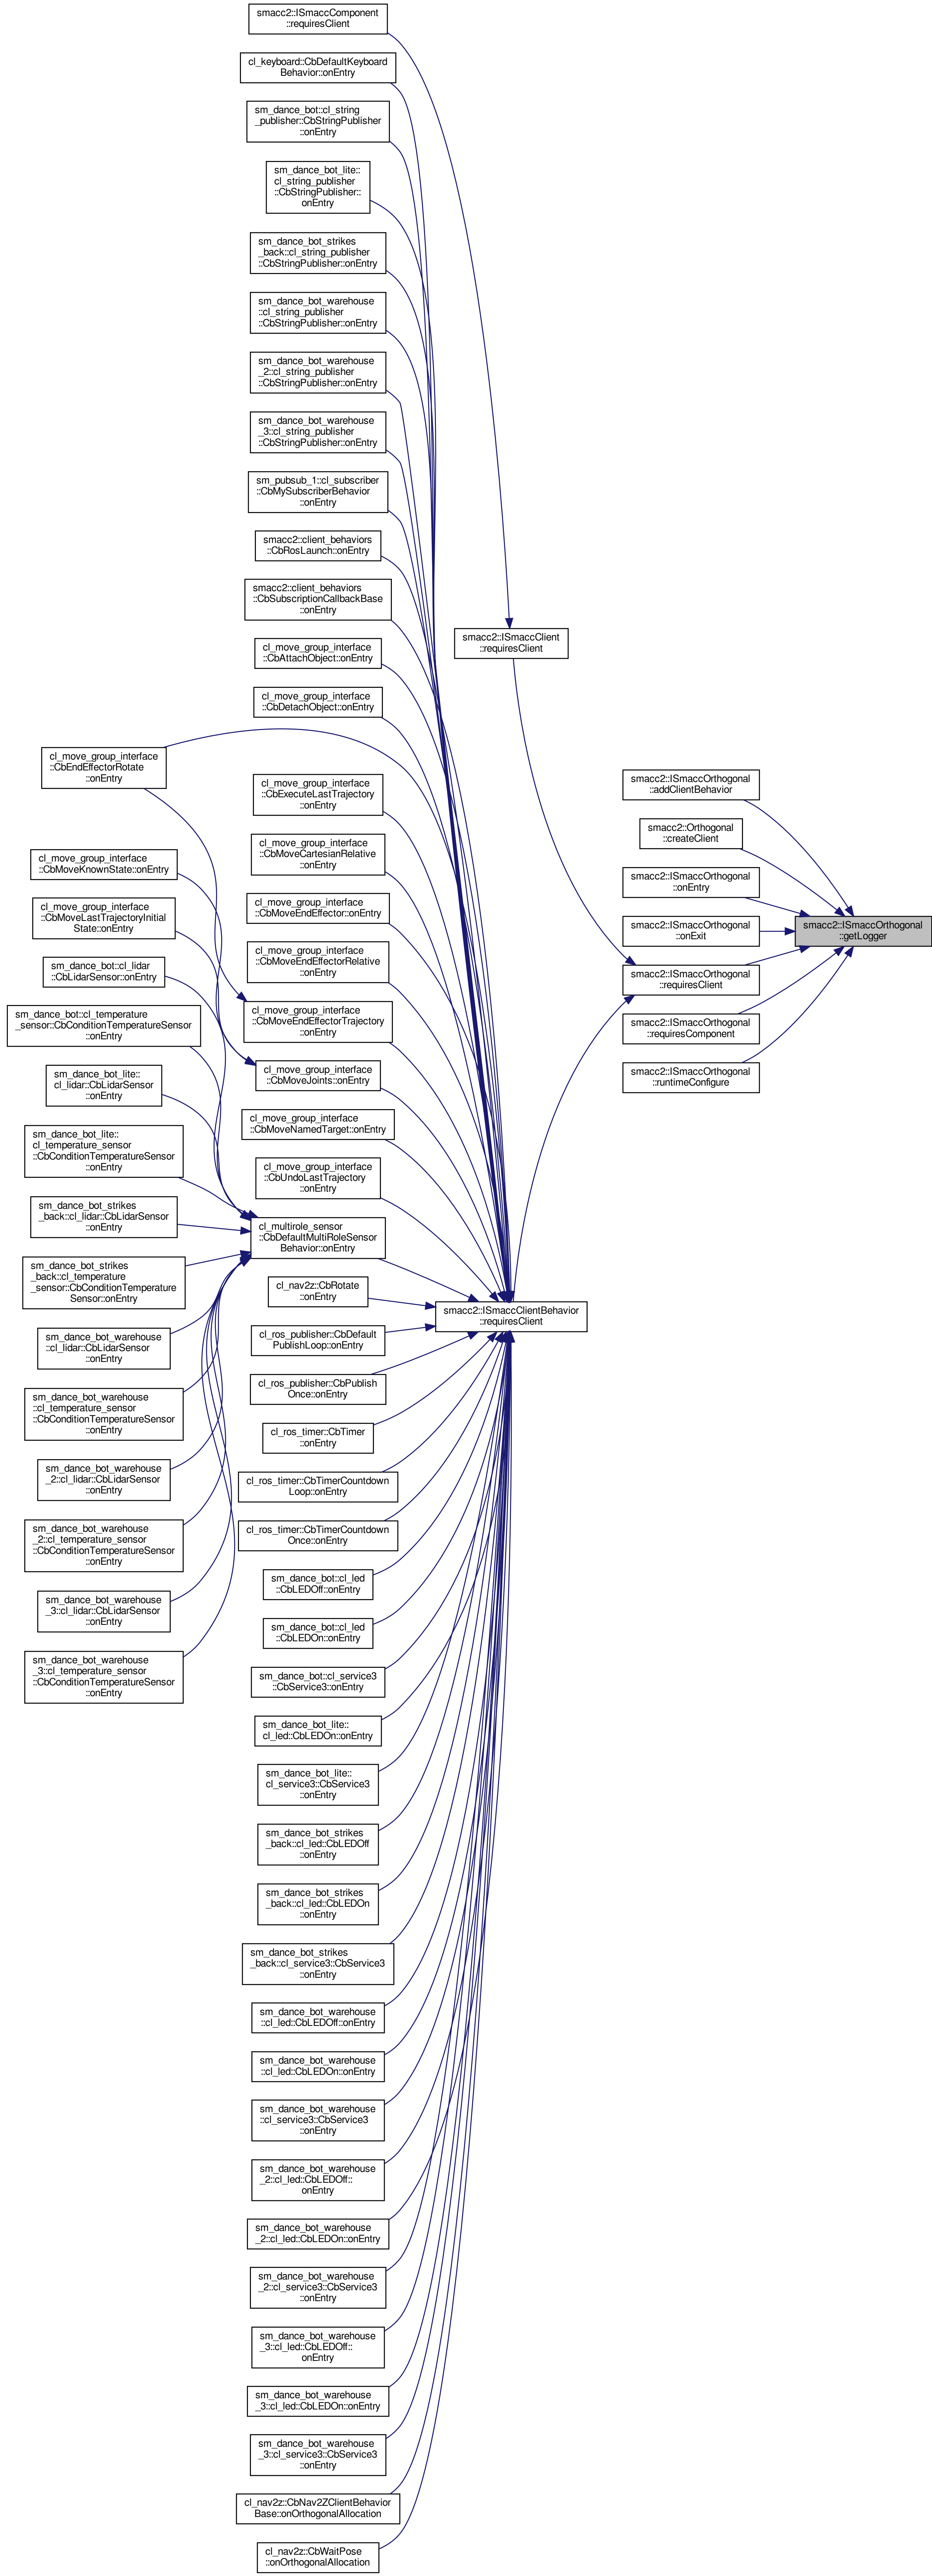 smacc2::ISmaccComponent
::requiresClient
cl_keyboard::CbDefaultKeyboard
Behavior::onEntry
sm_dance_bot::cl_string
_publisher::CbStringPublisher
::onEntry
sm_dance_bot_lite::
cl_string_publisher
::CbStringPublisher::
onEntry
sm_dance_bot_strikes
_back::cl_string_publisher
::CbStringPublisher::onEntry
sm_dance_bot_warehouse
::cl_string_publisher
::CbStringPublisher::onEntry
sm_dance_bot_warehouse
_2::cl_string_publisher
::CbStringPublisher::onEntry
sm_dance_bot_warehouse
_3::cl_string_publisher
::CbStringPublisher::onEntry
sm_pubsub_1::cl_subscriber
::CbMySubscriberBehavior
::onEntry
smacc2::client_behaviors
::CbRosLaunch::onEntry
smacc2::client_behaviors
::CbSubscriptionCallbackBase
::onEntry
cl_move_group_interface
::CbAttachObject::onEntry
cl_move_group_interface
::CbDetachObject::onEntry
cl_move_group_interface
::CbExecuteLastTrajectory
::onEntry
cl_move_group_interface
::CbMoveCartesianRelative
::onEntry
cl_move_group_interface
::CbMoveEndEffector::onEntry
cl_move_group_interface
::CbMoveEndEffectorRelative
::onEntry
cl_move_group_interface
::CbMoveEndEffectorTrajectory
::onEntry
cl_move_group_interface
::CbMoveJoints::onEntry
cl_move_group_interface
::CbMoveNamedTarget::onEntry
cl_move_group_interface
::CbUndoLastTrajectory
::onEntry
cl_multirole_sensor
::CbDefaultMultiRoleSensor
Behavior::onEntry
cl_nav2z::CbRotate
::onEntry
cl_ros_publisher::CbDefault
PublishLoop::onEntry
cl_ros_publisher::CbPublish
Once::onEntry
cl_ros_timer::CbTimer
::onEntry
cl_ros_timer::CbTimerCountdown
Loop::onEntry
cl_ros_timer::CbTimerCountdown
Once::onEntry
sm_dance_bot::cl_led
::CbLEDOff::onEntry
sm_dance_bot::cl_led
::CbLEDOn::onEntry
sm_dance_bot::cl_service3
::CbService3::onEntry
sm_dance_bot_lite::
cl_led::CbLEDOn::onEntry
sm_dance_bot_lite::
cl_service3::CbService3
::onEntry
sm_dance_bot_strikes
_back::cl_led::CbLEDOff
::onEntry
sm_dance_bot_strikes
_back::cl_led::CbLEDOn
::onEntry
sm_dance_bot_strikes
_back::cl_service3::CbService3
::onEntry
sm_dance_bot_warehouse
::cl_led::CbLEDOff::onEntry
sm_dance_bot_warehouse
::cl_led::CbLEDOn::onEntry
sm_dance_bot_warehouse
::cl_service3::CbService3
::onEntry
sm_dance_bot_warehouse
_2::cl_led::CbLEDOff::
onEntry
sm_dance_bot_warehouse
_2::cl_led::CbLEDOn::onEntry
sm_dance_bot_warehouse
_2::cl_service3::CbService3
::onEntry
sm_dance_bot_warehouse
_3::cl_led::CbLEDOff::
onEntry
sm_dance_bot_warehouse
_3::cl_led::CbLEDOn::onEntry
sm_dance_bot_warehouse
_3::cl_service3::CbService3
::onEntry
cl_nav2z::CbNav2ZClientBehavior
Base::onOrthogonalAllocation
cl_nav2z::CbWaitPose
::onOrthogonalAllocation
cl_move_group_interface
::CbEndEffectorRotate
::onEntry
cl_move_group_interface
::CbMoveKnownState::onEntry
cl_move_group_interface
::CbMoveLastTrajectoryInitial
State::onEntry
sm_dance_bot::cl_lidar
::CbLidarSensor::onEntry
sm_dance_bot::cl_temperature
_sensor::CbConditionTemperatureSensor
::onEntry
sm_dance_bot_lite::
cl_lidar::CbLidarSensor
::onEntry
sm_dance_bot_lite::
cl_temperature_sensor
::CbConditionTemperatureSensor
::onEntry
sm_dance_bot_strikes
_back::cl_lidar::CbLidarSensor
::onEntry
sm_dance_bot_strikes
_back::cl_temperature
_sensor::CbConditionTemperature
Sensor::onEntry
sm_dance_bot_warehouse
::cl_lidar::CbLidarSensor
::onEntry
sm_dance_bot_warehouse
::cl_temperature_sensor
::CbConditionTemperatureSensor
::onEntry
sm_dance_bot_warehouse
_2::cl_lidar::CbLidarSensor
::onEntry
sm_dance_bot_warehouse
_2::cl_temperature_sensor
::CbConditionTemperatureSensor
::onEntry
sm_dance_bot_warehouse
_3::cl_lidar::CbLidarSensor
::onEntry
sm_dance_bot_warehouse
_3::cl_temperature_sensor
::CbConditionTemperatureSensor
::onEntry
smacc2::ISmaccClient
::requiresClient
smacc2::ISmaccClientBehavior
::requiresClient
smacc2::ISmaccOrthogonal
::addClientBehavior
smacc2::Orthogonal
::createClient
smacc2::ISmaccOrthogonal
::onEntry
smacc2::ISmaccOrthogonal
::onExit
smacc2::ISmaccOrthogonal
::requiresClient
smacc2::ISmaccOrthogonal
::requiresComponent
smacc2::ISmaccOrthogonal
::runtimeConfigure
smacc2::ISmaccOrthogonal
::getLogger